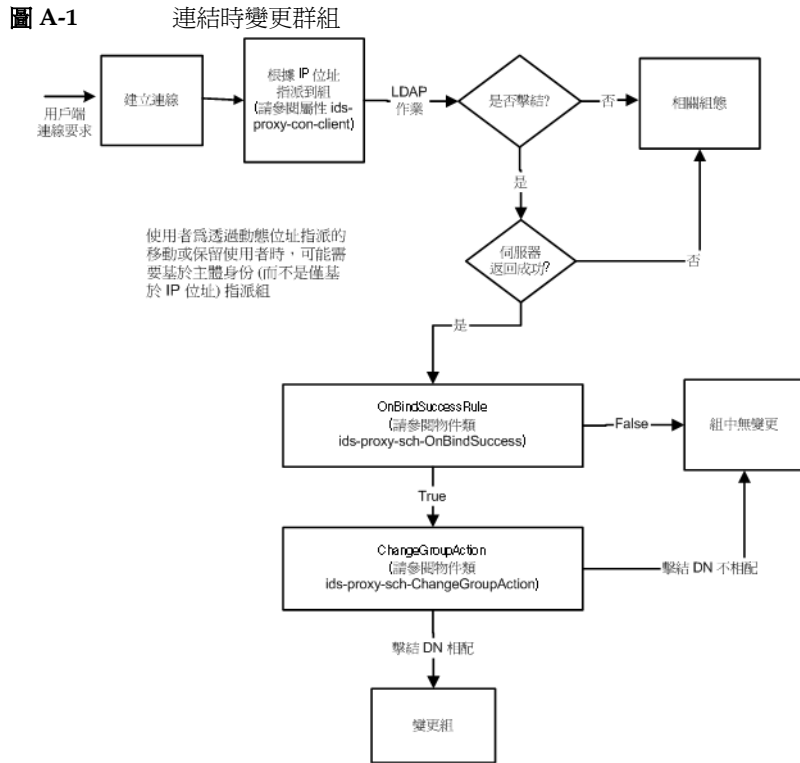 圖 A-1 連結時變更群組
用戶端
連線要求
建立連線
根據 IP 位址
指派到組
(請參閱屬性 ids-
proxy-con-client)
LDAP
作業
是否繫結?
否
相關組態
是
使用者為透過動態位址指派的
移動或保留使用者時，可能需
要基於主體身份 (而不是僅基
於 IP 位址) 指派組
伺服器
返回成功?
否
是
OnBindSuccessRule
(請參閱物件類
ids-proxy-sch-OnBindSuccess)
False
組中無變更
True
ChangeGroupAction
(請參閱物件類
ids-proxy-sch-ChangeGroupAction)
繫結 DN 不相配
繫結 DN 相配
變更組